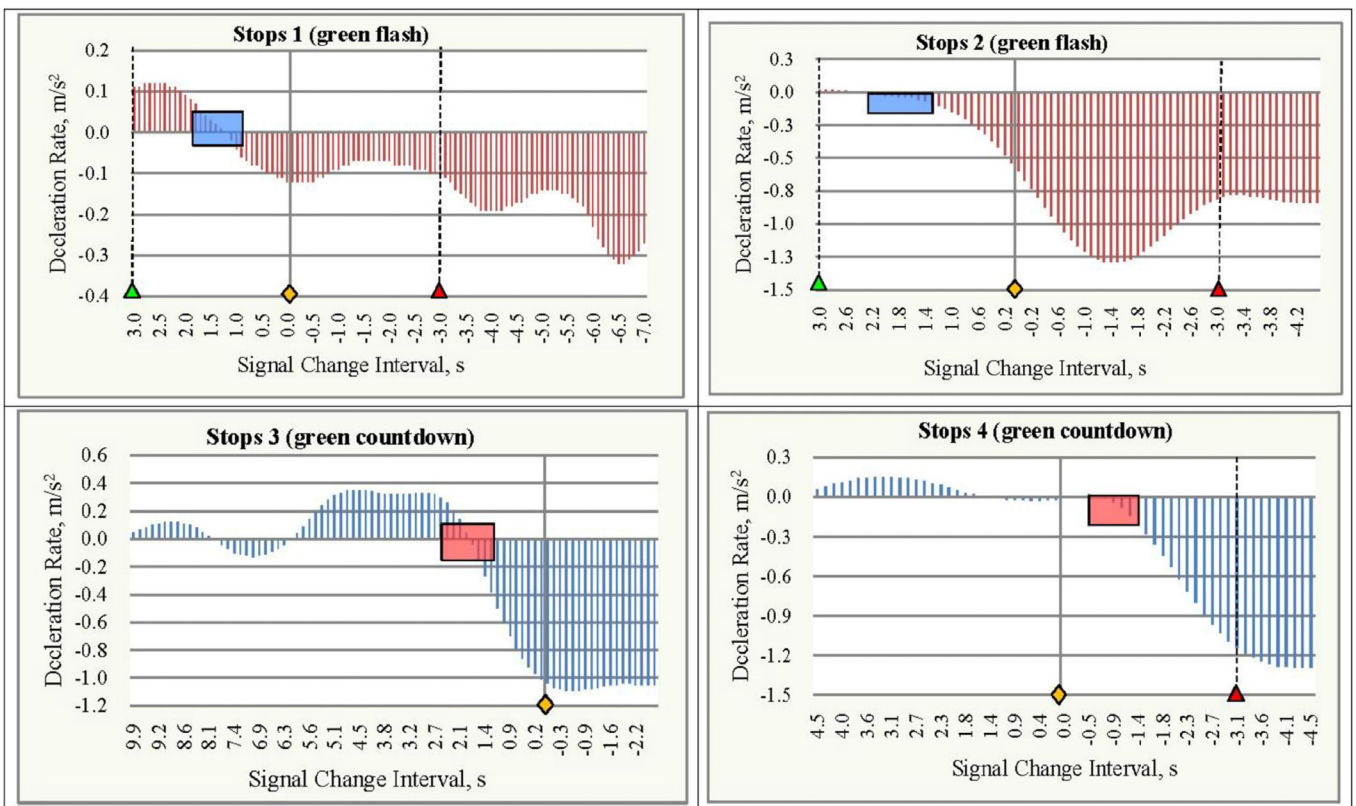 Stops 1 (green flash)
Dcclcration Ratc, m/s²
0.2
0.1
0.0
-0.1
-0.2
-0.3
-0.4
3.0 2.5 2.0 1.5 1.0 0.5 0.0 -0.5 -1.0 -1.5 -2.0 -2.5 -3.0 -3.5 -4.0 -4.5 -5.0 -5.5 -6.0 -6.5 -7.0
Signal Change Interval, s
Stops 2 (green flash)
Dccleration Rate, m/s²
0.3
0.0
-0.3
-0.5
-0.8
-1.0
-1.3
-1.5
3.0 2.6 2.2 1.8 1.4 1.0 0.6 0.2 -0.2 -0.6 -1.0 -1.4 -1.8 -2.2 -2.6 -3.0 -3.4 -3.8 -4.2
Signal Change Interval, s
Stops 3 (green countdown)
Dccleration Rate, m/s²
0.6
0.4
0.2
0.0
-0.2
-0.4
-0.6
-0.8
-1.0
-1.2
9.9 9.2 8.6 8.1 7.4 6.9 6.3 5.6 5.1 4.5 3.9 3.3 2.7 2.1 1.4 0.9 0.2 -0.3 -0.9 -1.6 -2.2
Signal Change Interval, s
Stops 4 (green countdown)
Dccleration Rate, m/s²
0.3
0.0
-0.3
-0.6
-0.9
-1.2
-1.5
4.5 4.0 3.6 3.1 2.7 2.3 1.8 1.4 0.9 0.4 0.0 -0.5 -0.9 -1.4 -1.8 -2.3 -2.7 -3.1 -3.6 -4.1 -4.5
Signal Change Interval, s